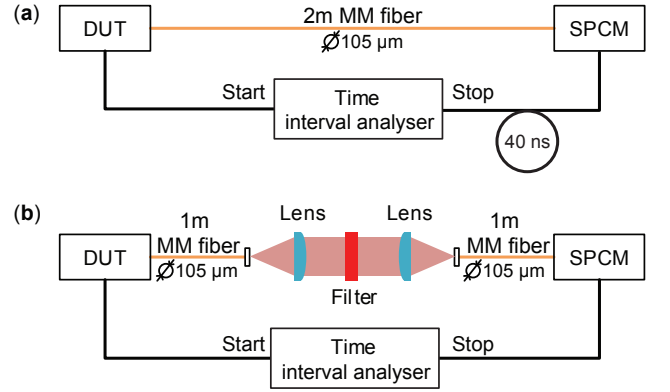 (a)
DUT
2m MM fiber
Ø 105 µm
SPCM
Start
Time
interval analyser
Stop
40 ns
(b)
1m
MM fiber
Ø 105 µm
Lens
Lens
1m
MM fiber
Ø 105 µm
DUT
SPCM
Filter
Start
Time
interval analyser
Stop